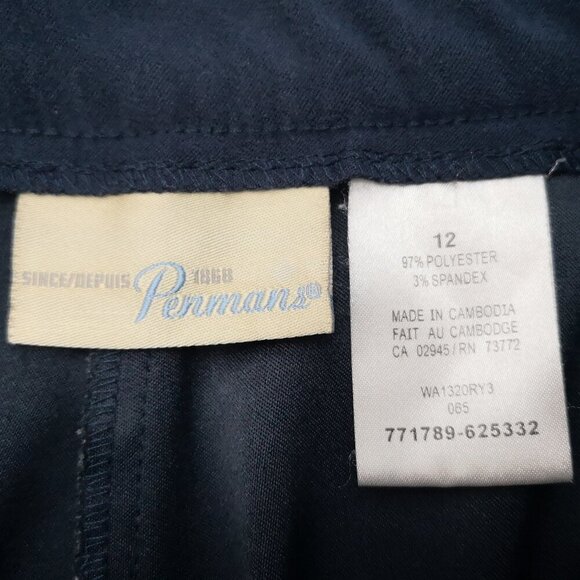 SINCE/DEPUIS 1868
Penmans®
12
97% POLYESTER
3% SPANDEX
MADE IN CAMBODIA
FAIT AU CAMBODGE
CA 02945/RN 73772
WA1320RY3
065
771789-625332